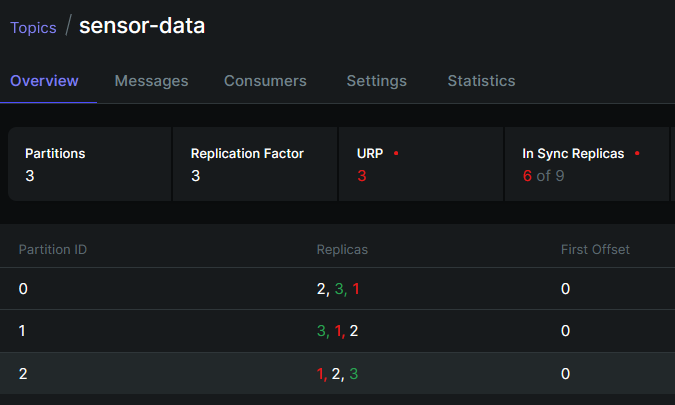 Topics / sensor-data
Overview Messages Consumers Settings Statistics
Partitions Replication Factor URP In Sync Replicas
3 3 3 6 of 9
Partition ID Replicas First Offset
0 2, 3, 1 0
1 3, 1, 2 0
2 1, 2, 3 0